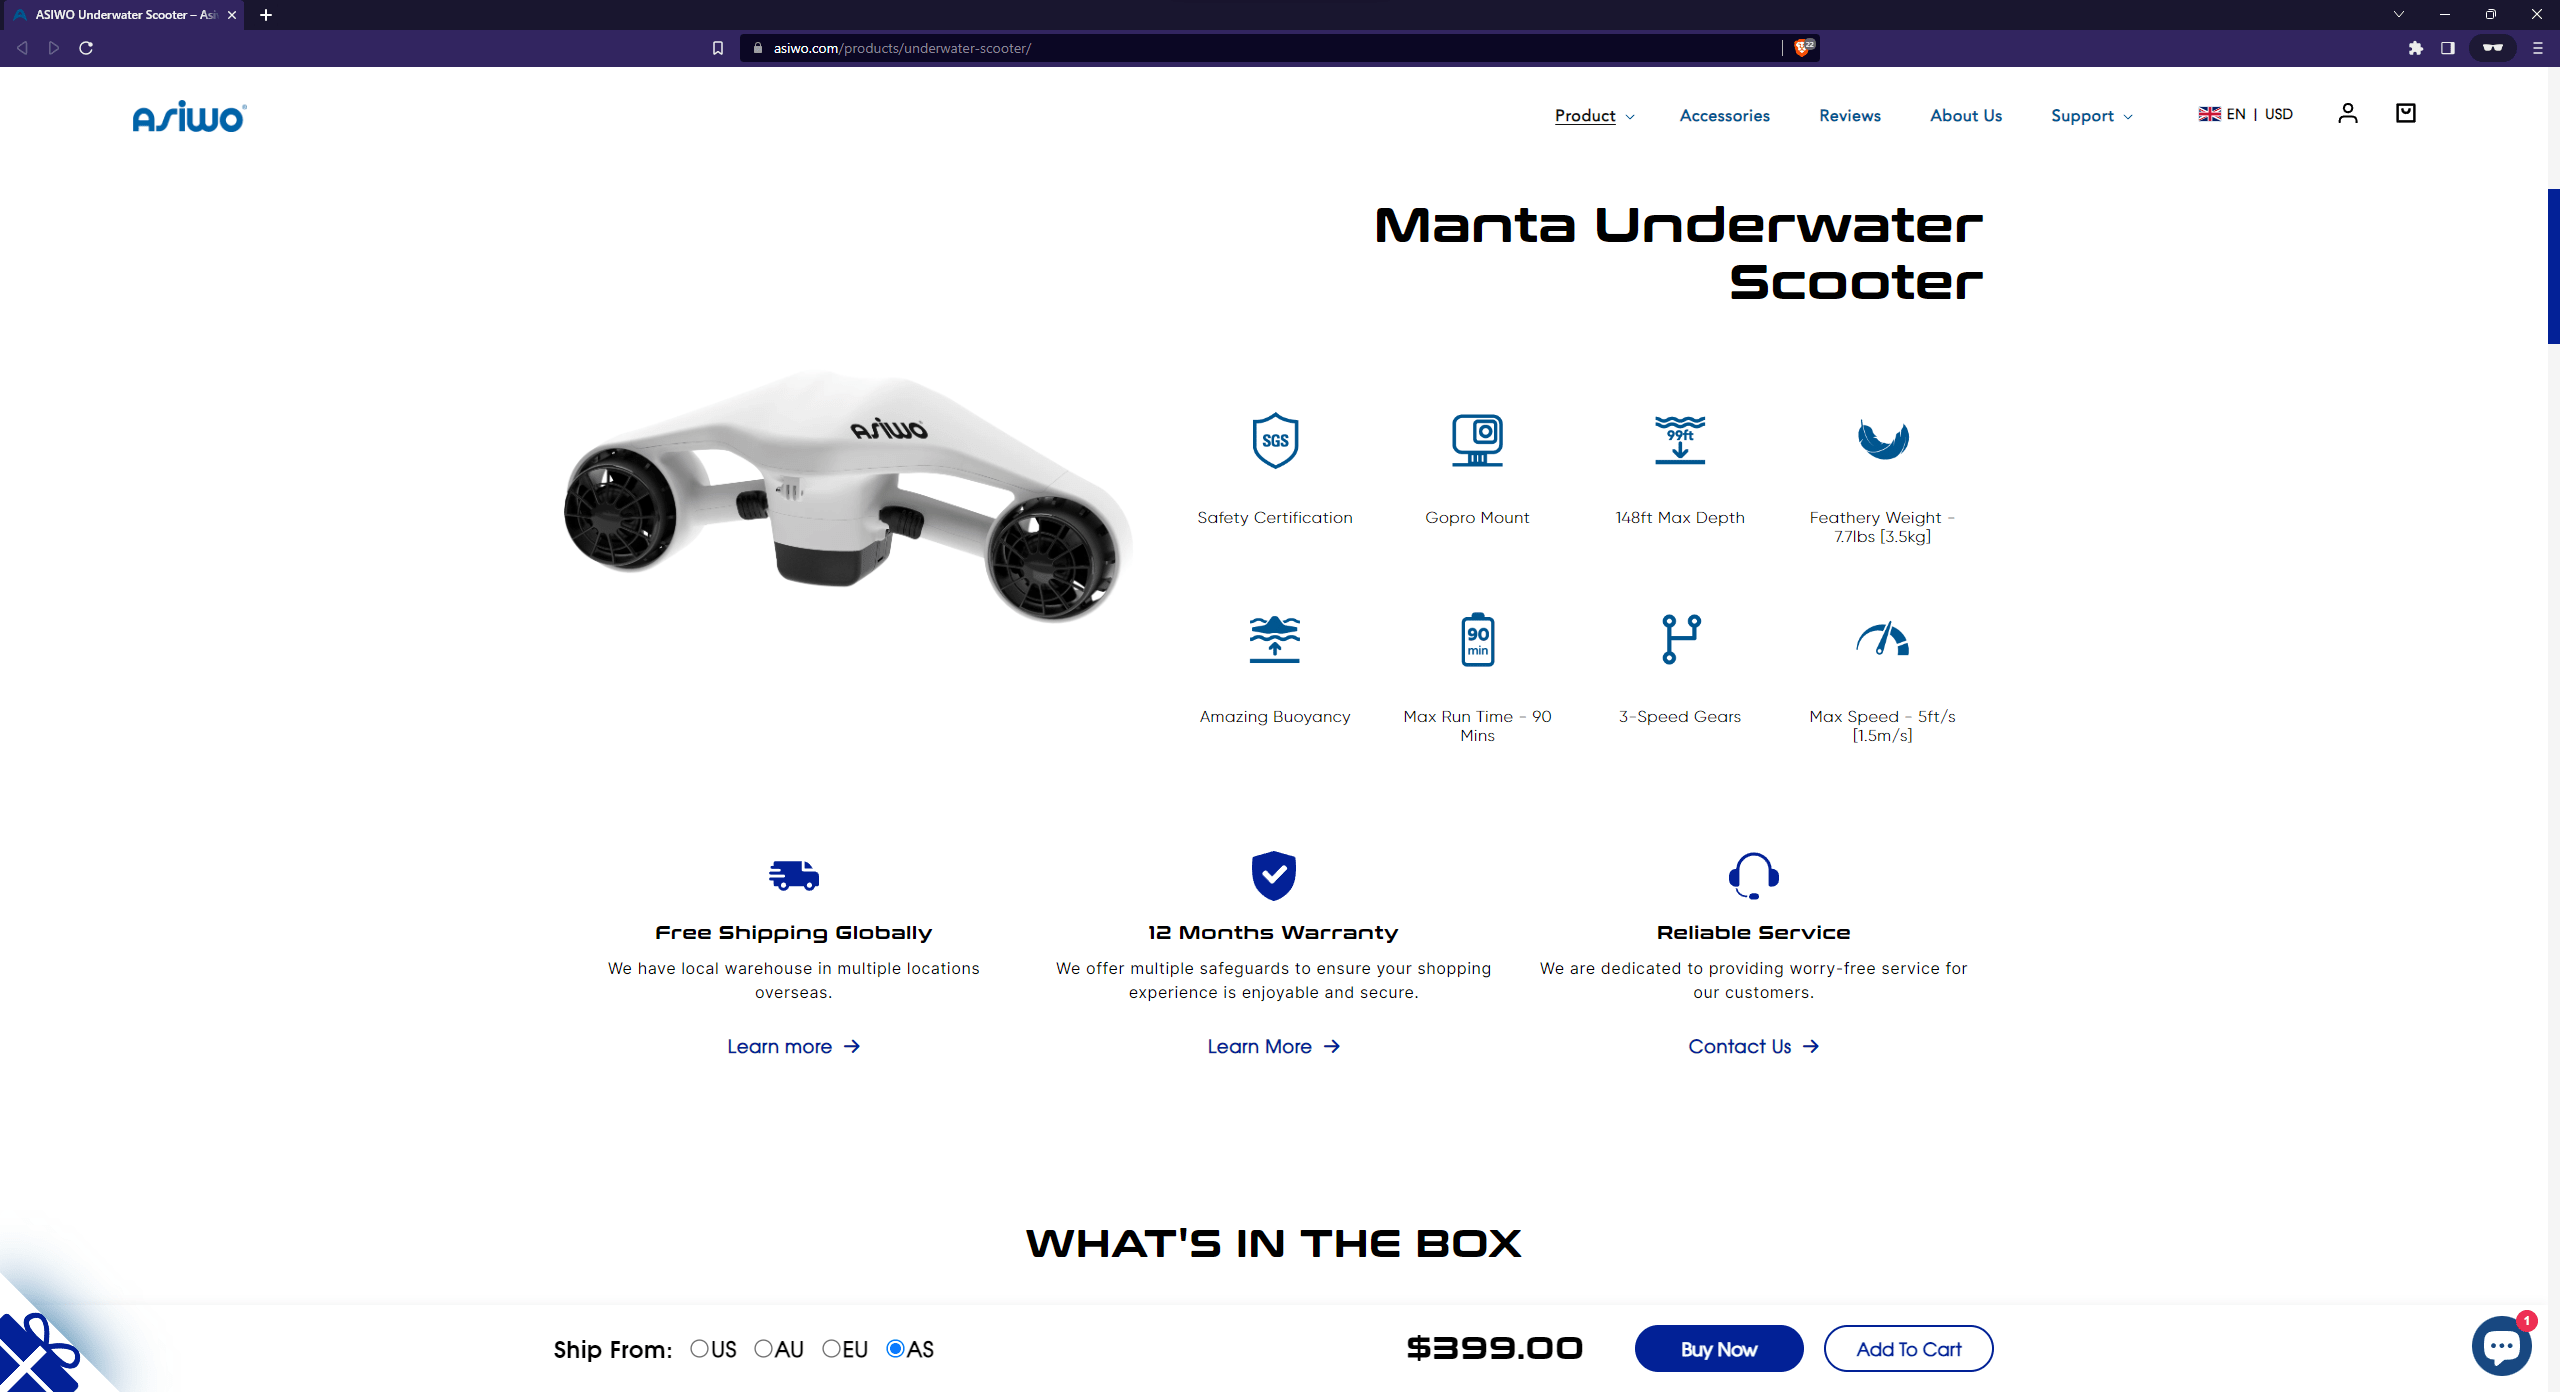 ASIWO Underwater Scooter – Asi
asiwo.com/products/underwater-scooter/
22
ASIWO
Product
Accessories
Reviews
About Us
Support
EN | USD
Manta Underwater
Scooter
ASIWO
SGS
99ft
Safety Certification
Gopro Mount
148ft Max Depth
Feathery Weight -
7.7lbs [3.5kg]
90
min
Amazing Buoyancy
Max Run Time - 90
Mins
3-Speed Gears
Max Speed - 5ft/s
[1.5m/s]
Free Shipping Globally
We have local warehouse in multiple locations
overseas.
Learn more →
12 Months Warranty
We offer multiple safeguards to ensure your shopping
experience is enjoyable and secure.
Learn More →
Reliable Service
We are dedicated to providing worry-free service for
our customers.
Contact Us →
WHAT'S IN THE BOX
Ship From: US AU EU AS
$399.00
Buy Now
Add To Cart
1